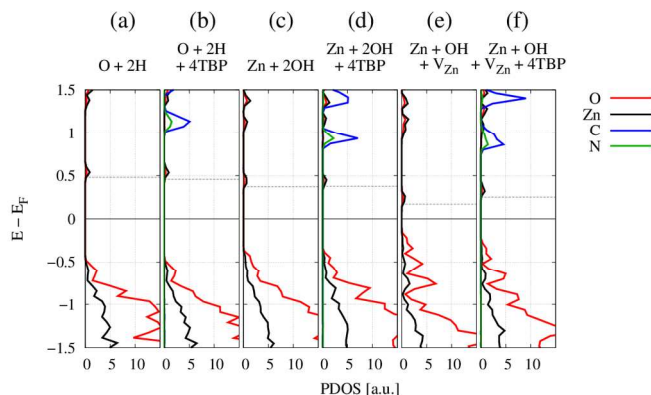 (a) (b) (c) (d) (e) (f)
O + 2H
O + 2H
+ 4TBP
Zn + 2OH
Zn + 2OH
+ 4TBP
Zn + OH
+ V_Zn
Zn + OH
+ V_Zn + 4TBP
O
Zn
C
N
E − E_F
1.5
1
0.5
0
−0.5
−1
−1.5
0 5 10 0 5 10 0 5 10 0 5 10 0 5 10 0 5 10
PDOS [a.u.]